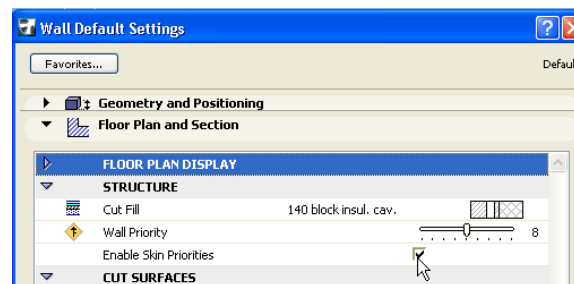 Wall Default Settings
Favorites...
Defaul
Geometry and Positioning
Floor Plan and Section
FLOOR PLAN DISPLAY
STRUCTURE
Cut Fill 140 block insul. cav.
Wall Priority 8
Enable Skin Priorities
CUT SURFACES